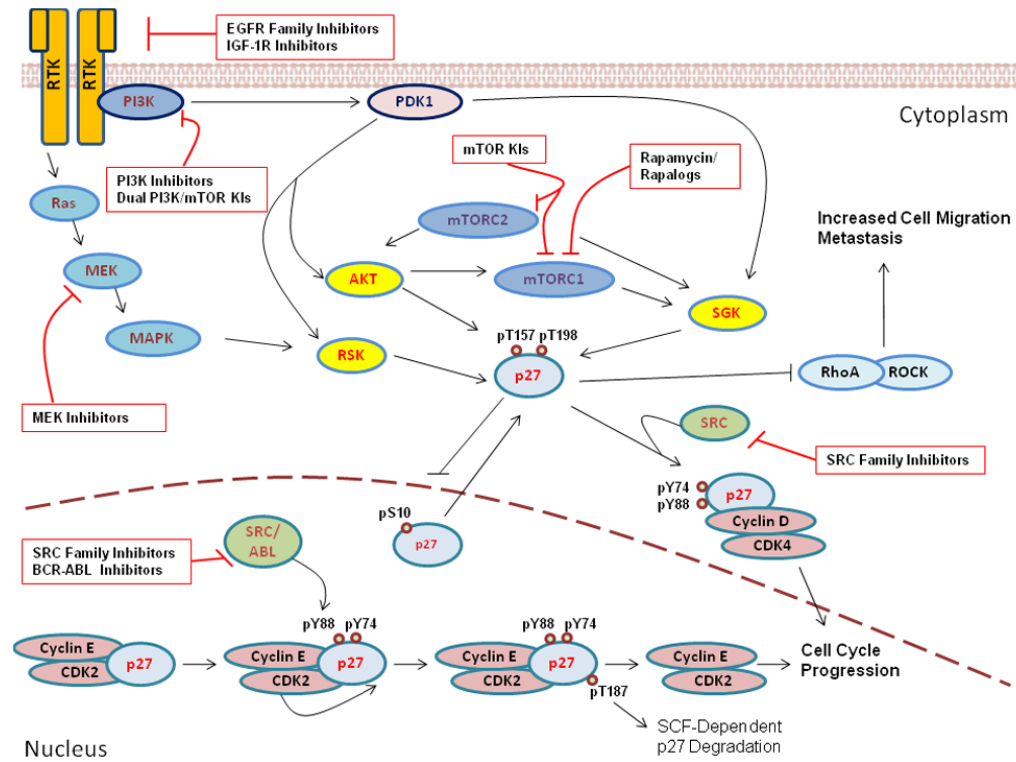 EGFR Family Inhibitors
IGF-1R Inhibitors
RTK
RTK
PI3K
PDK1
Cytoplasm
mTOR KIs
Rapamycin/
Rapalogs
PI3K Inhibitors
Dual PI3K/mTOR KIs
Ras
mTORC2
Increased Cell Migration
Metastasis
MEK
AKT
mTORC1
SGK
MAPK
RSK
pT157
pT198
p27
RhoA
ROCK
MEK Inhibitors
SRC
SRC Family Inhibitors
pY74
pY88
p27
Cyclin D
CDK4
pS10
p27
SRC/
ABL
SRC Family Inhibitors
BCR-ABL Inhibitors
pY88
pY74
pY88
pY74
Cyclin E
CDK2
p27
Cyclin E
CDK2
p27
Cyclin E
CDK2
p27
pT187
Cyclin E
CDK2
Cell Cycle
Progression
SCF-Dependent
p27 Degradation
Nucleus